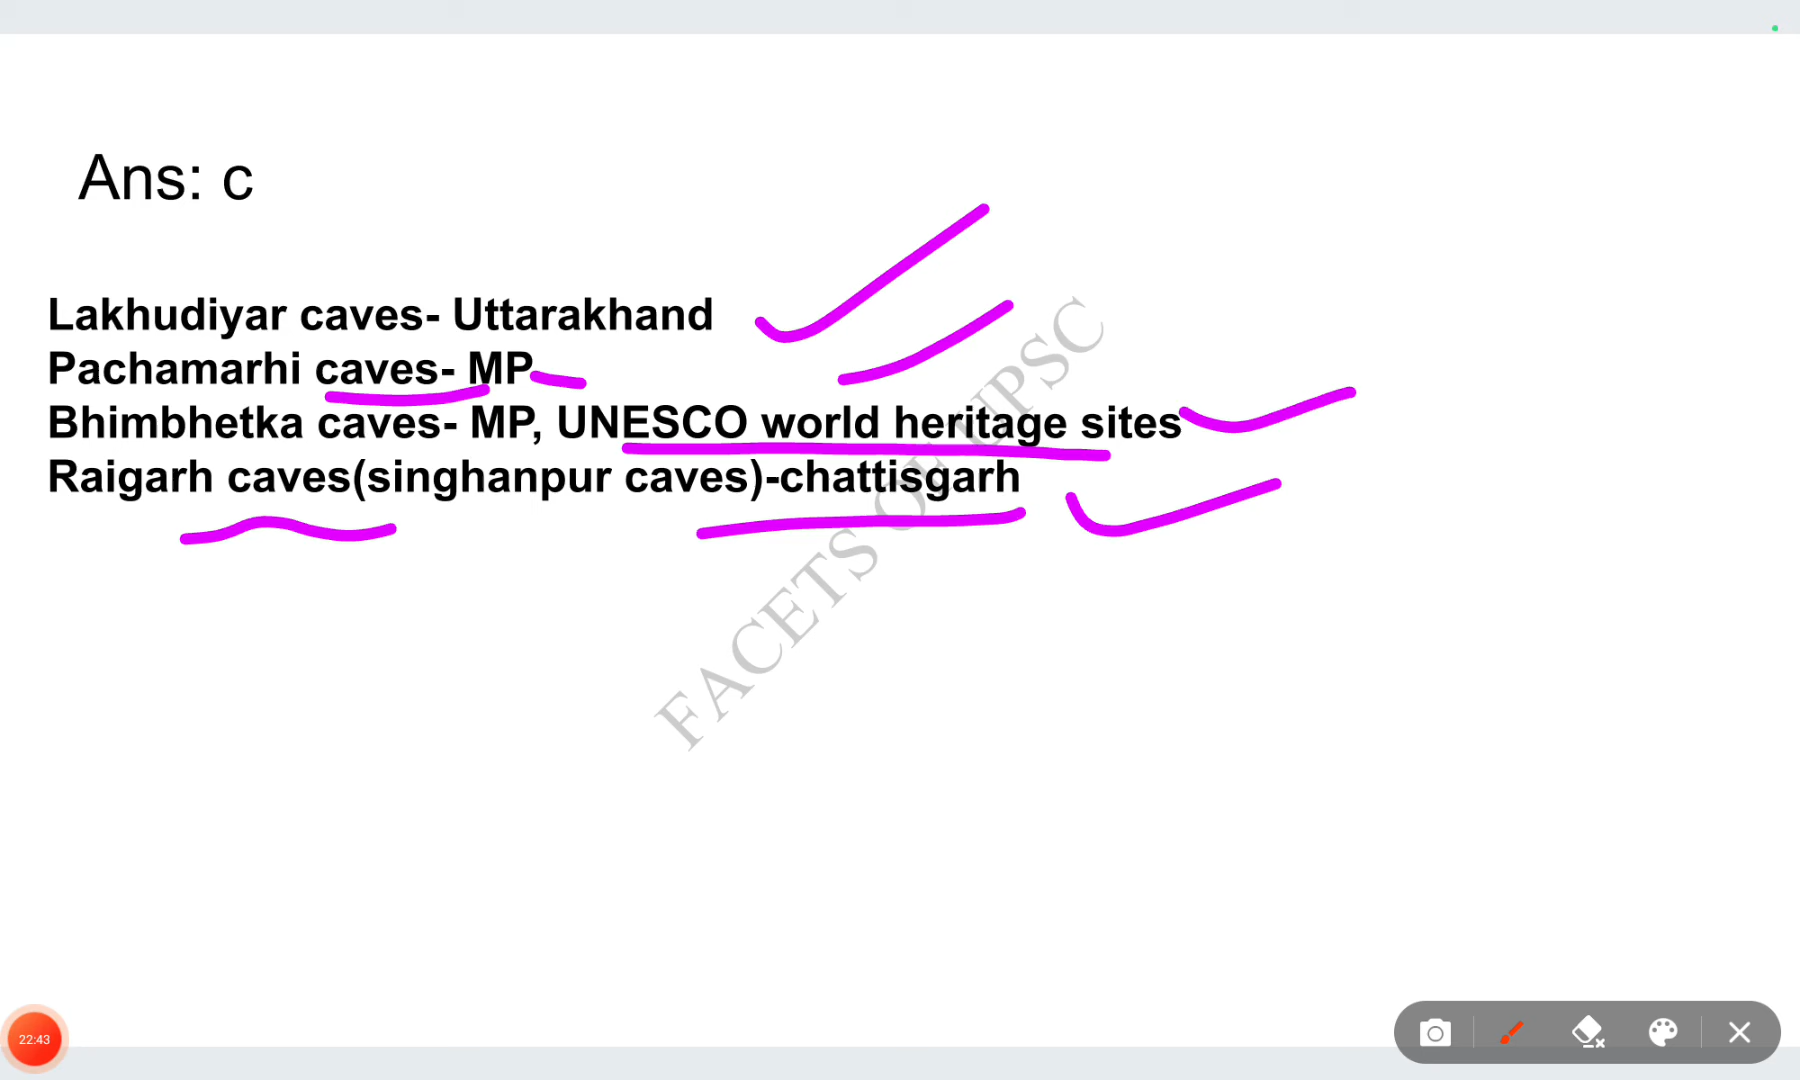 Ans: c
Lakhudiyar caves- Uttarakhand
Pachamarhi caves- MP
Bhimbhetka caves- MP, UNESCO world heritage sites
Raigarh caves(singhanpur caves)-chattisgarh
FACETS OF UPSC
22:43